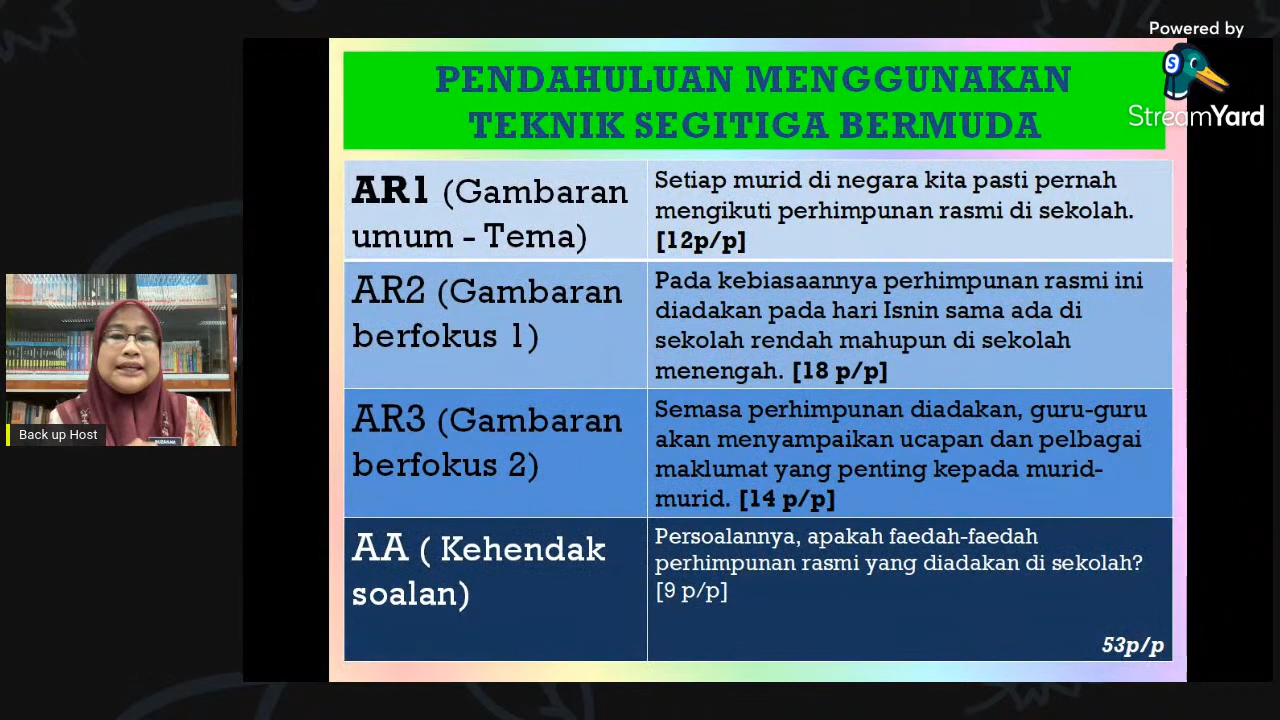 Powered by
StreamYard
PENDAHULUAN MENGGUNAKAN
TEKNIK SEGITIGA BERMUDA
AR1 (Gambaran
umum - Tema)
Setiap murid di negara kita pasti pernah
mengikuti perhimpunan rasmi di sekolah.
[12p/p]
AR2 (Gambaran
berfokus 1)
Pada kebiasaannya perhimpunan rasmi ini
diadakan pada hari Isnin sama ada di
sekolah rendah mahupun di sekolah
menengah. [18 p/p]
AR3 (Gambaran
berfokus 2)
Semasa perhimpunan diadakan, guru-guru
akan menyampaikan ucapan dan pelbagai
maklumat yang penting kepada murid-
murid. [14 p/p]
AA ( Kehendak
soalan)
Persoalannya, apakah faedah-faedah
perhimpunan rasmi yang diadakan di sekolah?
[9 p/p]
53p/p
Back up Host